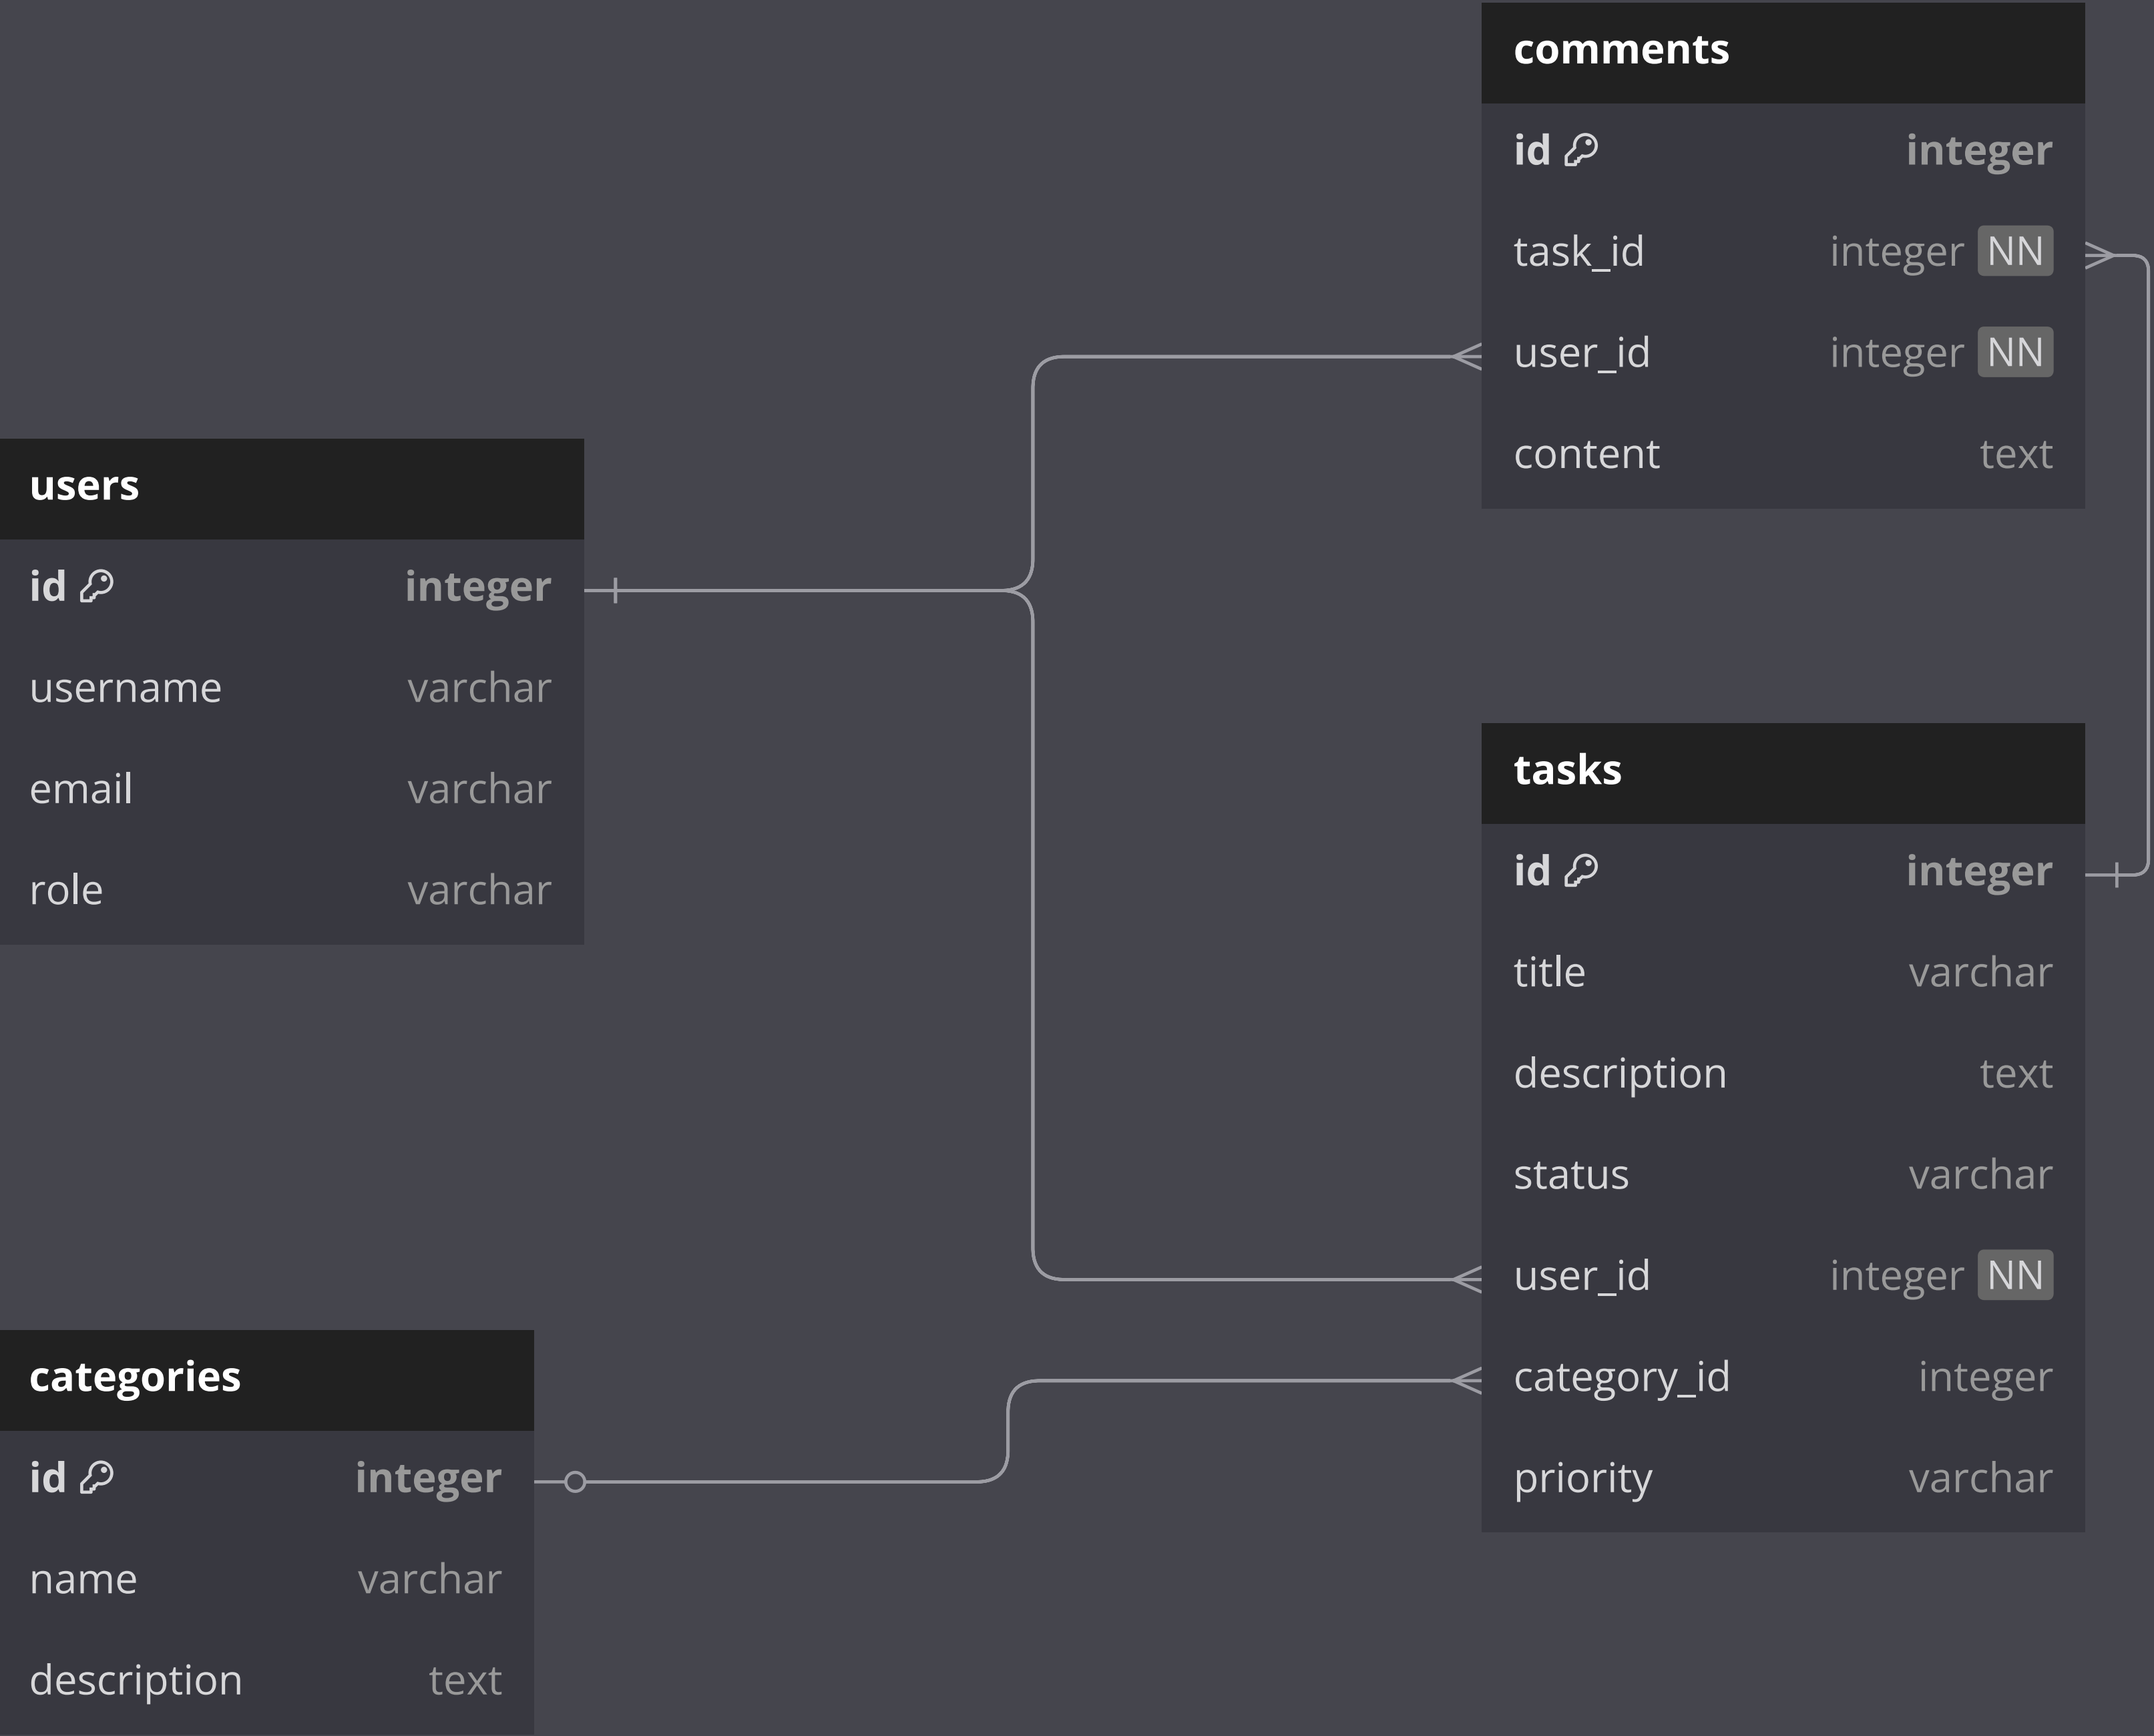 comments
id integer
task_id integer NN
user_id integer NN
content text
users
id integer
username varchar
email varchar
role varchar
tasks
id integer
title varchar
description text
status varchar
user_id integer NN
category_id integer
priority varchar
categories
id integer
name varchar
description text